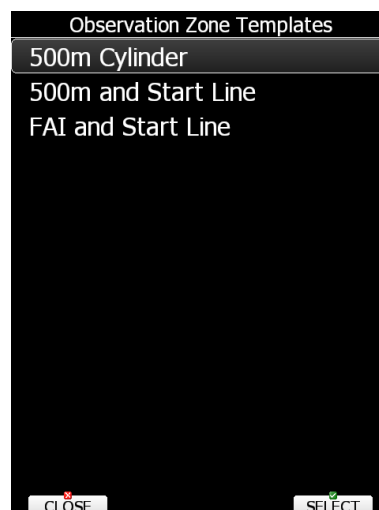 Observation Zone Templates
500m Cylinder
500m and Start Line
FAI and Start Line
CLOSE
SELECT